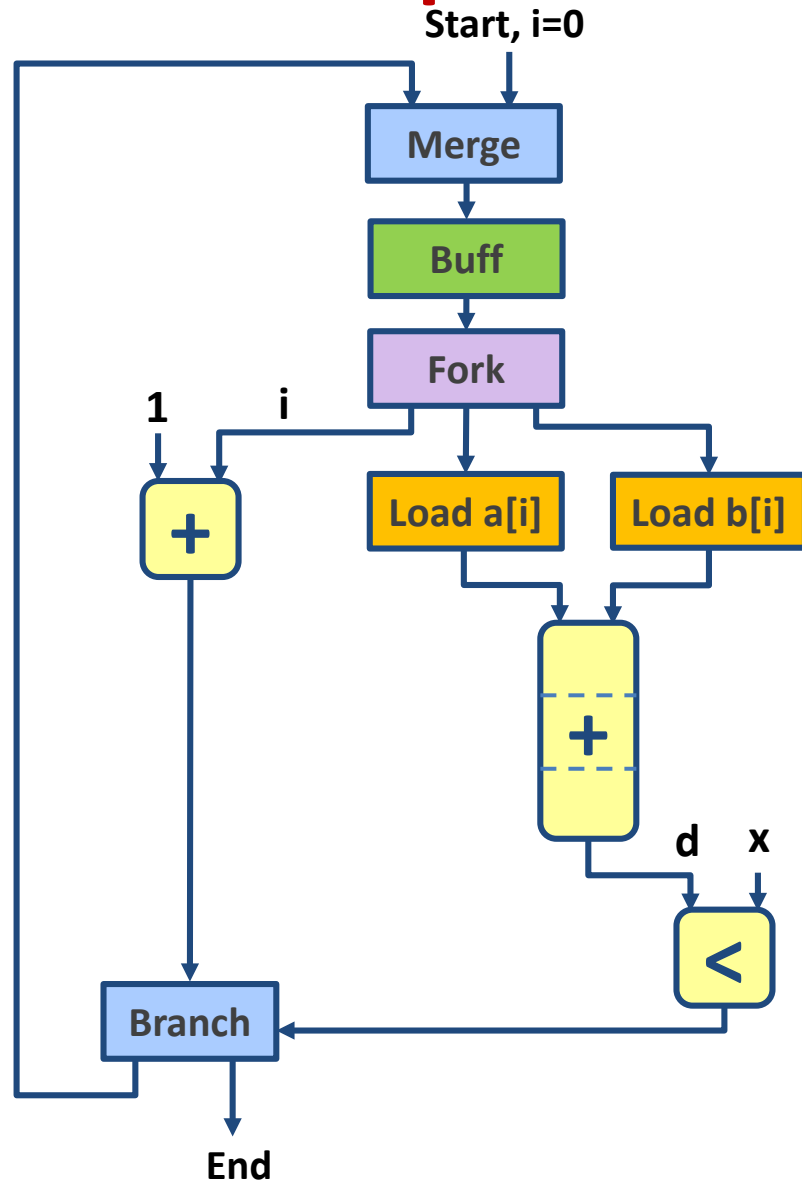 Start, i=0
Merge
Buff
Fork
1
i
+
Load a[i]
Load b[i]
+
d
x
<
Branch
End